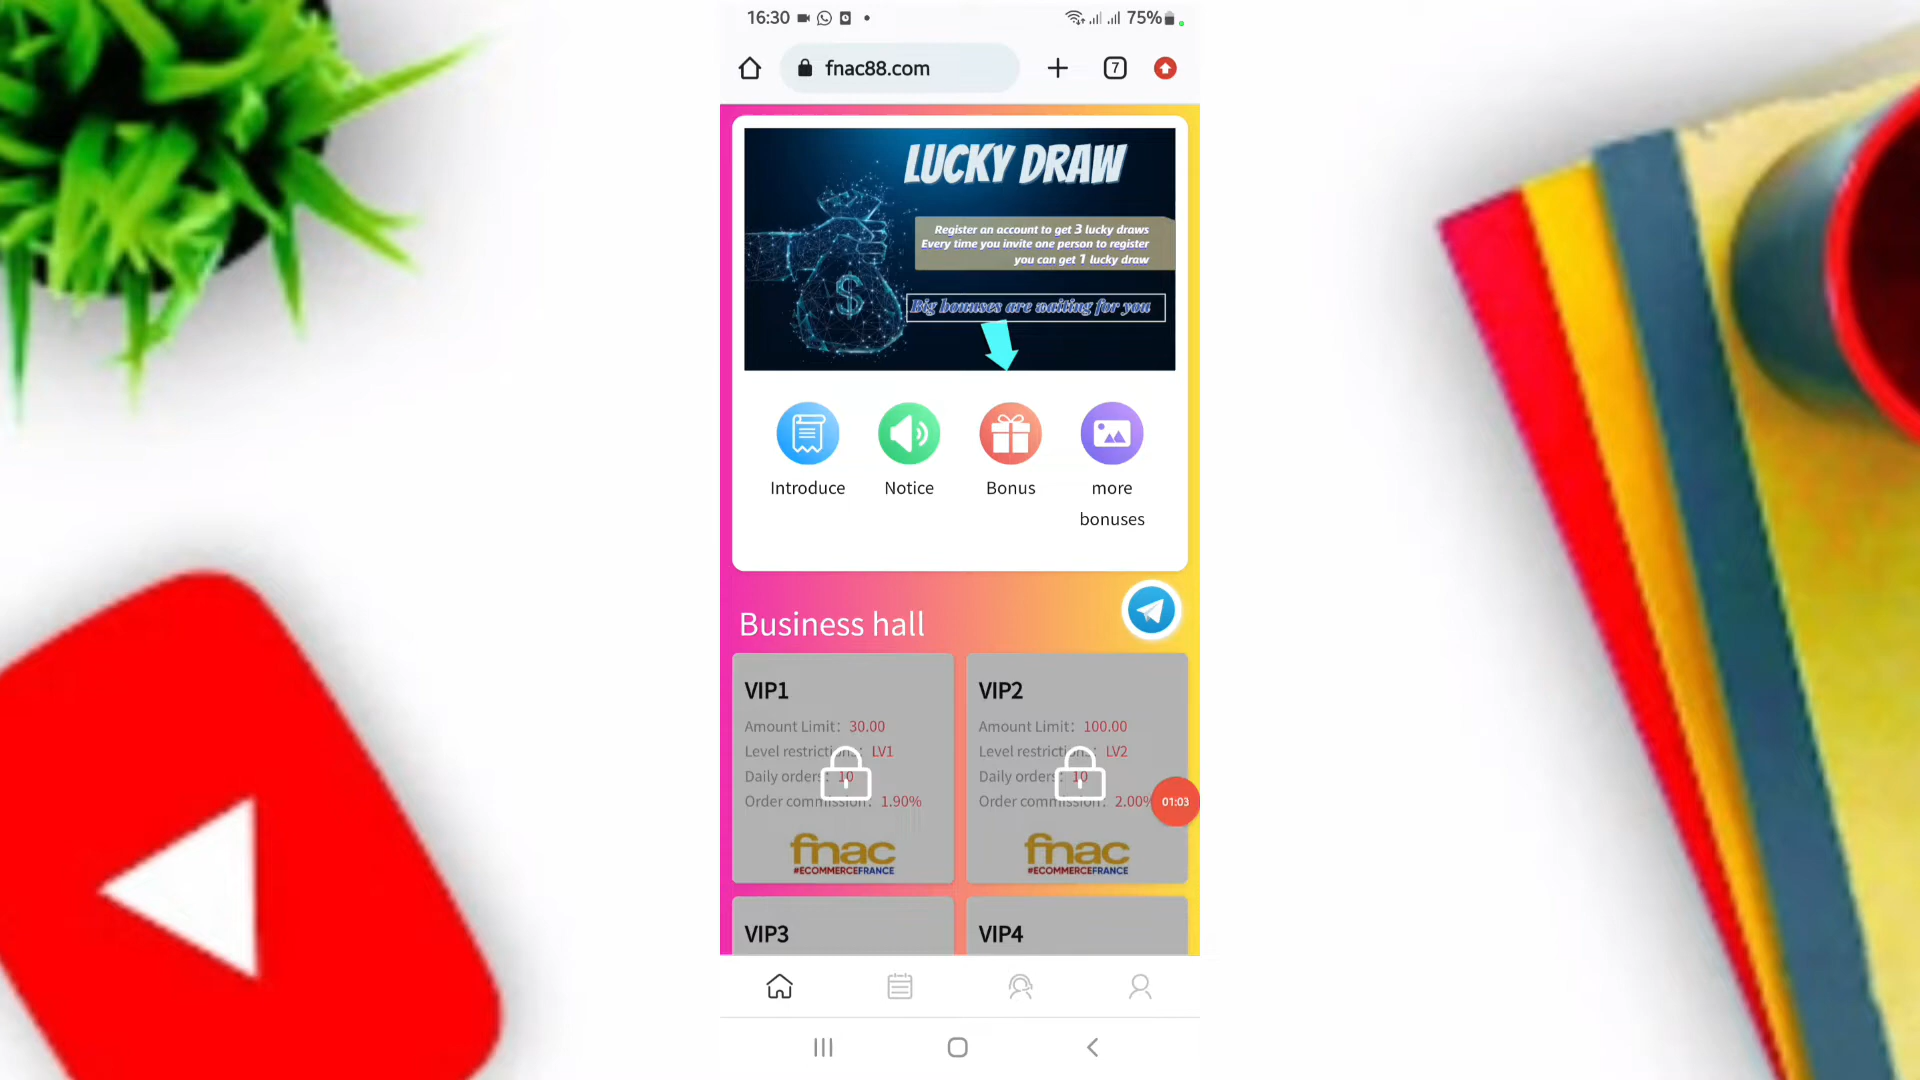 16:30
75%
fnac88.com
7
LUCKY DRAW
Register an account to get 3 lucky draws
Every time you invite one person to register
you can get 1 lucky draw
Big bonuses are waiting for you
Introduce
Notice
Bonus
more
bonuses
Business hall
VIP1
Amount Limit: 30.00
Level restrictions: LV1
Daily orders: 10
Order commission: 1.90%
fnac
#ECOMMERCEFRANCE
VIP2
Amount Limit: 100.00
Level restrictions: LV2
Daily orders: 10
Order commission: 2.00%
fnac
#ECOMMERCEFRANCE
01:03
VIP3
VIP4